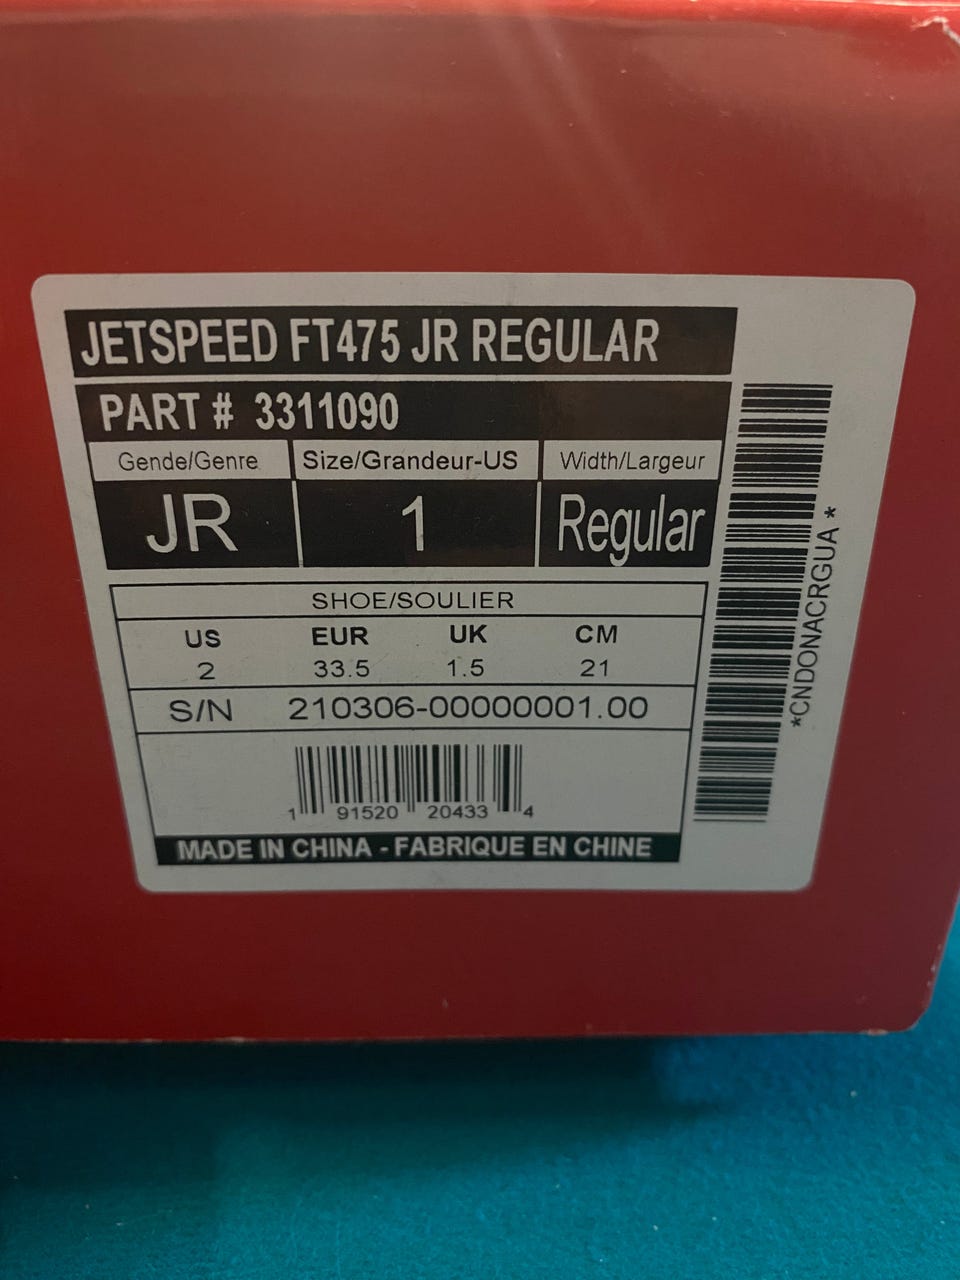 JETSPEED FT475 JR REGULAR
PART # 3311090
Gende/Genre Size/Grandeur-US Width/Largeur
JR 1 Regular
SHOE/SOULIER
US EUR UK CM
2 33.5 1.5 21
S/N 210306-00000001.00
1 91520 20433 4
MADE IN CHINA - FABRIQUE EN CHINE
*CNDONACRGUA*